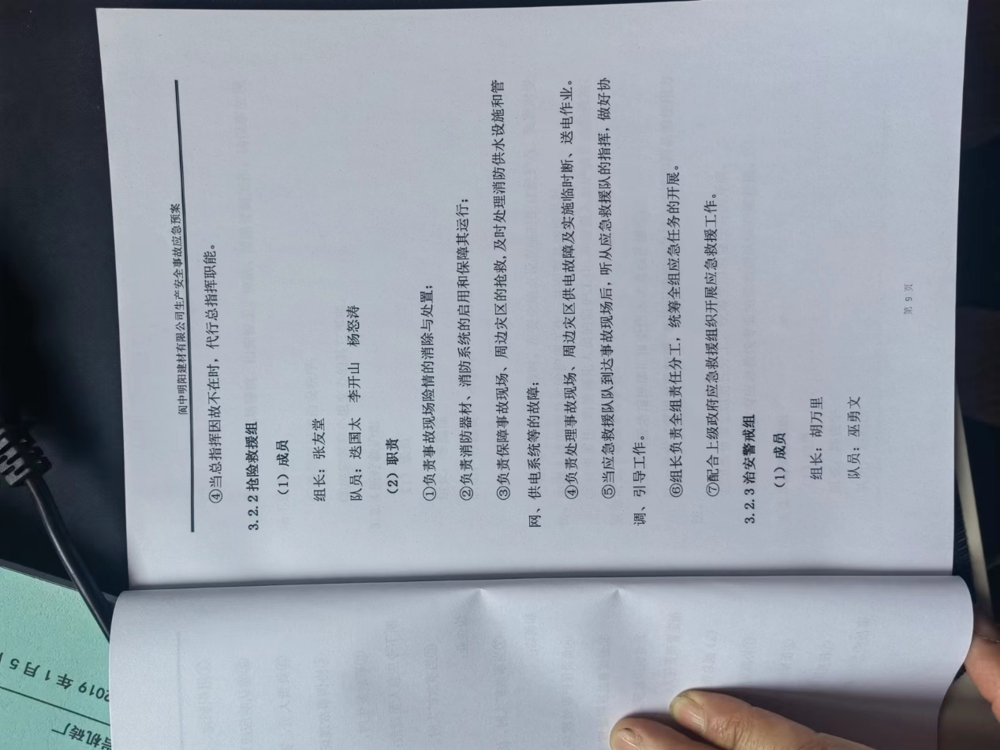 阆中明阳建材有限公司生产安全事故应急预案
④当总指挥因故不在时，代行总指挥职能。
3.2.2 抢险救援组
（1）成员
组长：张友堂
队员：迭国太 李开山 杨怒涛
（2）职责
①负责事故现场险情的消除与处置；
②负责消防器材、消防系统的启用和保障其运行；
③负责保障事故现场、周边灾区的抢救,及时处理消防供水设施和管
网、供电系统等的故障；
④负责处理事故现场、周边灾区供电故障及实施临时断、送电作业。
⑤当应急救援队队到达事故现场后，听从应急救援队的指挥，做好协
调、引导工作。
⑥组长负责全组责任分工，统筹全组应急任务的开展。
⑦配合上级政府应急救援组织开展应急救援工作。
3.2.3 治安警戒组
（1）成员
组长：胡万里
队员：巫勇文
第 9 页
2019 年 1 月 5
岩机砖厂